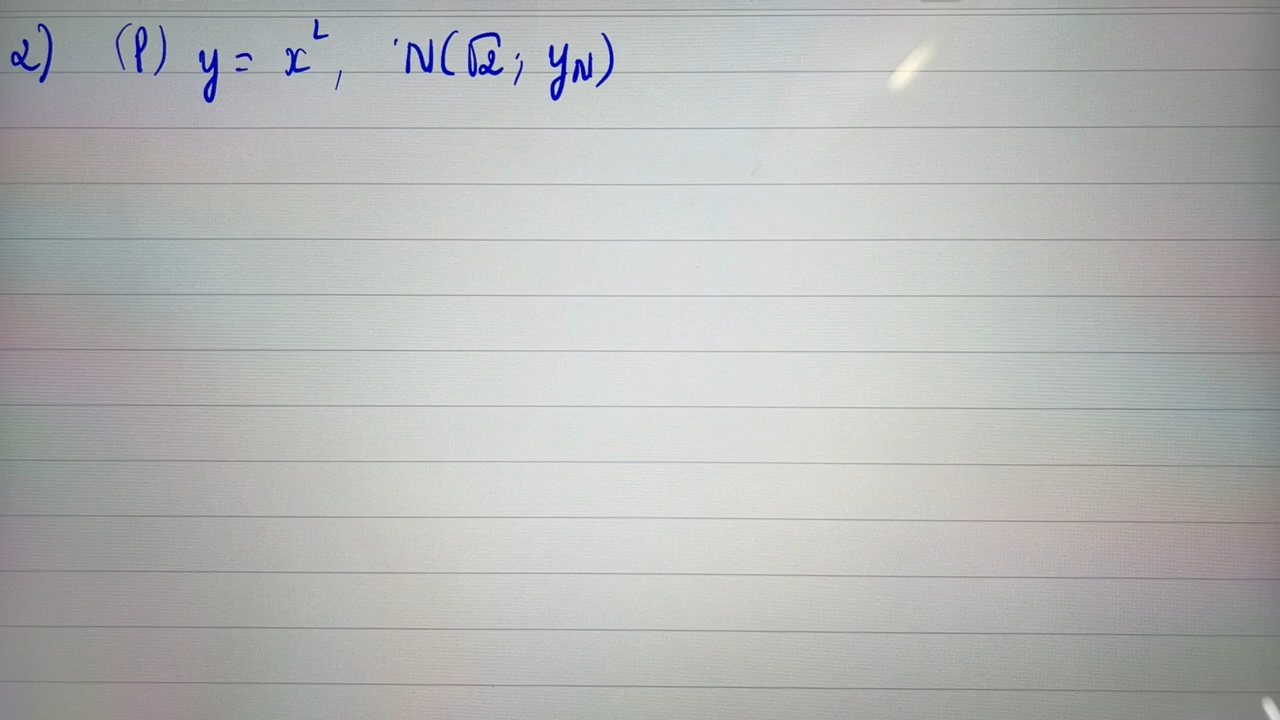 2) (P) y = x², N(√2; yN)